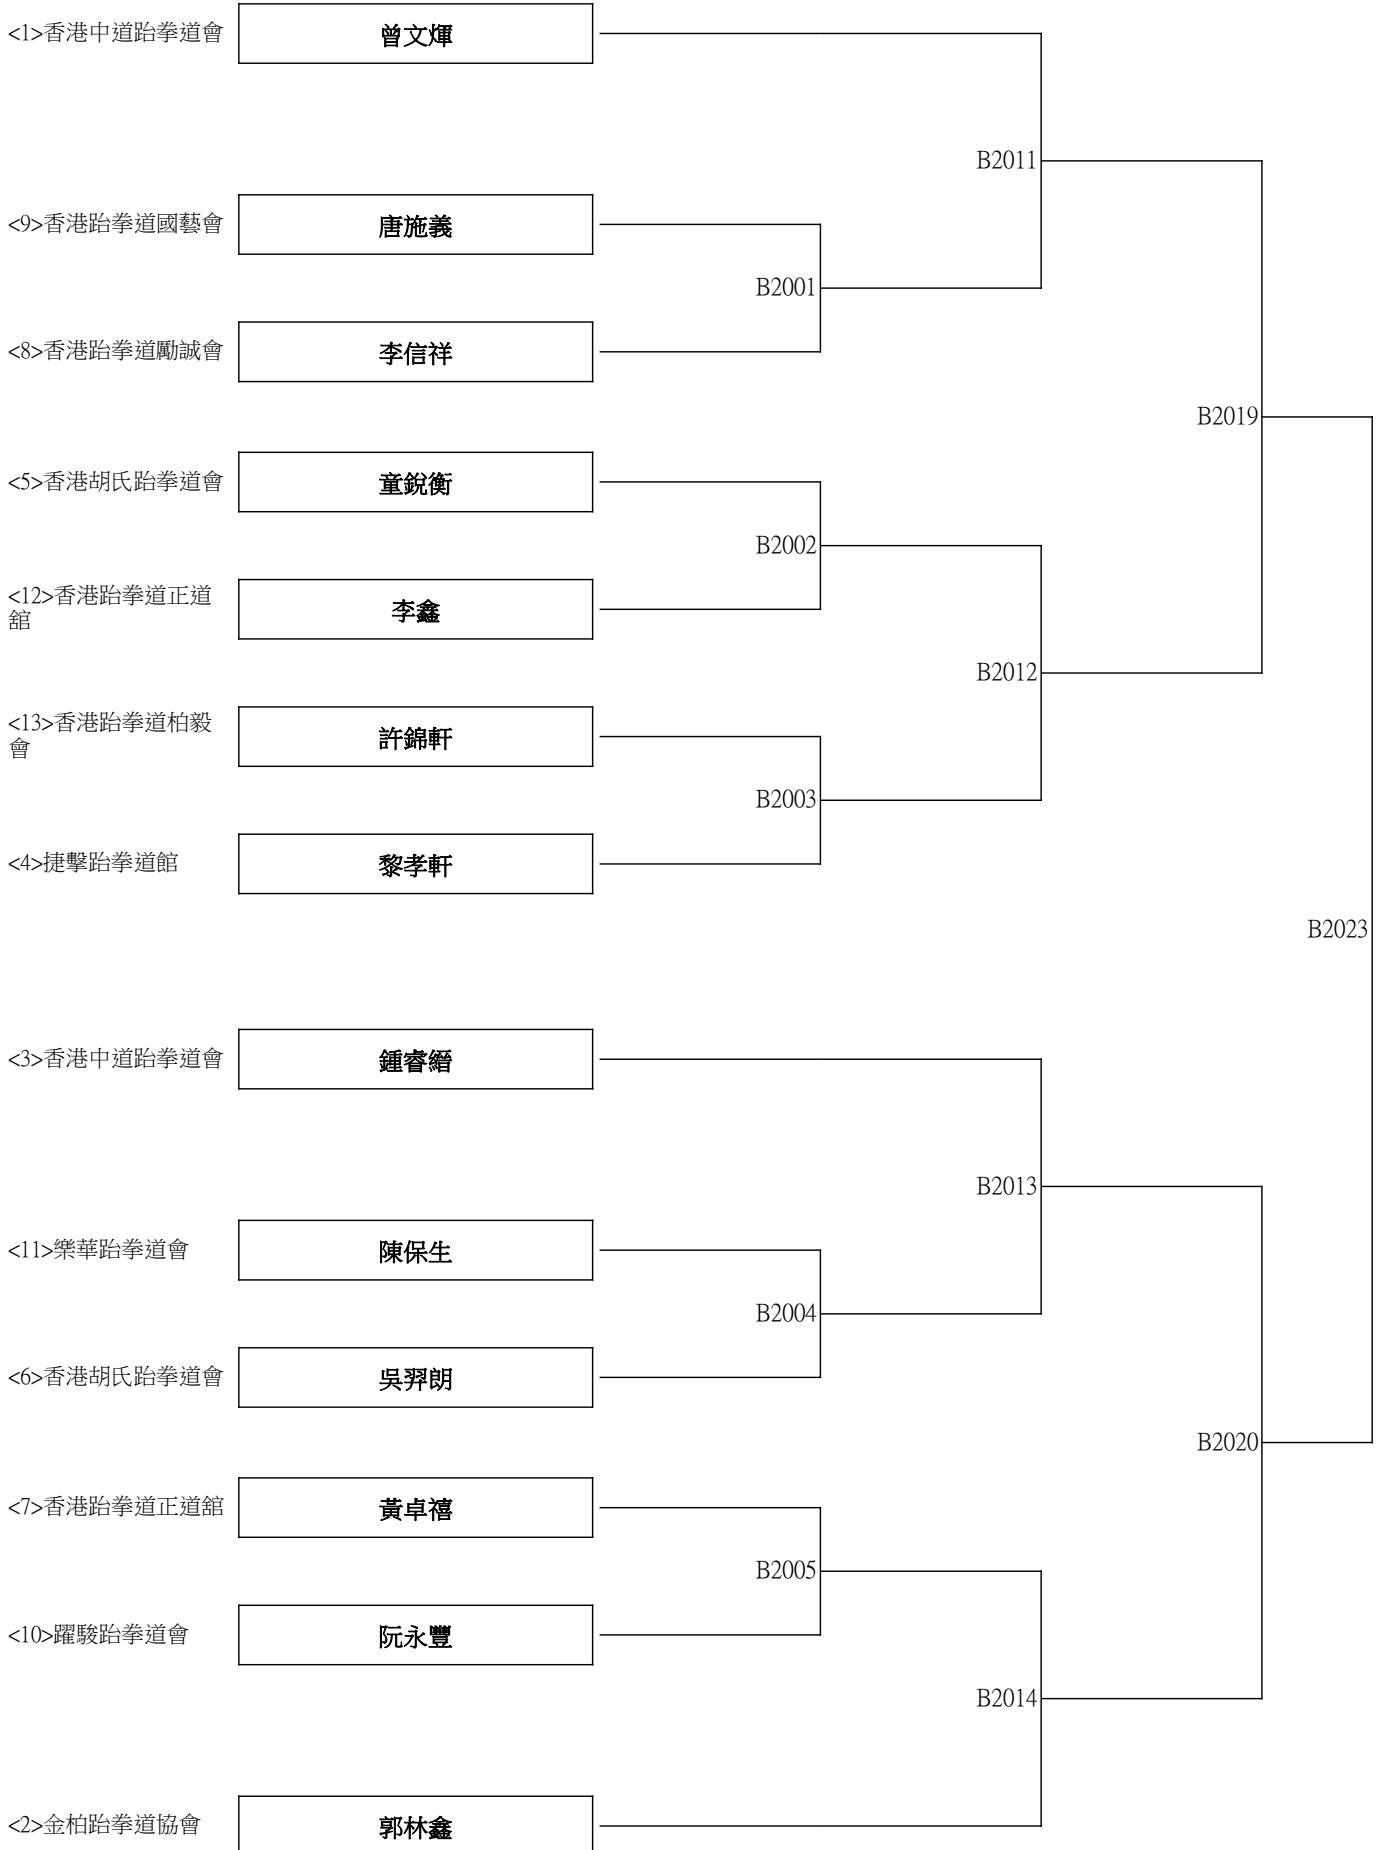 <1>香港中道跆拳道會
曾文煇
B2011
<9>香港跆拳道國藝會
唐施義
B2001
<8>香港跆拳道勵誠會
李信祥
B2019
<5>香港胡氏跆拳道會
童銳衡
B2002
<12>香港跆拳道正道
舘
李鑫
B2012
<13>香港跆拳道柏毅
會
許錦軒
B2003
<4>捷擊跆拳道館
黎孝軒
B2023
<3>香港中道跆拳道會
鍾睿縉
B2013
<11>樂華跆拳道會
陳保生
B2004
<6>香港胡氏跆拳道會
吳羿朗
B2020
<7>香港跆拳道正道舘
黃卓禧
B2005
<10>躍駿跆拳道會
阮永豐
B2014
<2>金柏跆拳道協會
郭林鑫